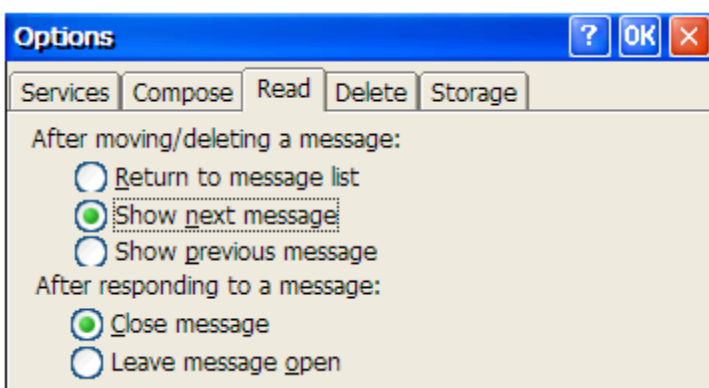 Options ? OK ×
Services Compose Read Delete Storage
After moving/deleting a message:
Return to message list
Show next message
Show previous message
After responding to a message:
Close message
Leave message open